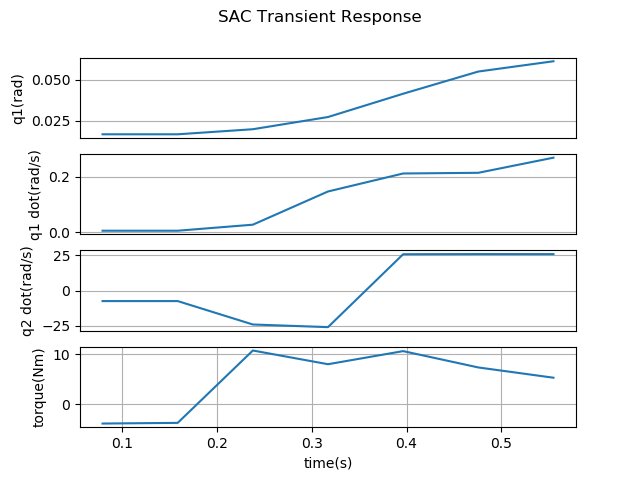 SAC Transient Response
0.050
0.025
q1(rad)
0.2
0.0
q1 dot(rad/s)
25
0
−25
q2 dot(rad/s)
10
0
torque(Nm)
0.1 0.2 0.3 0.4 0.5
time(s)